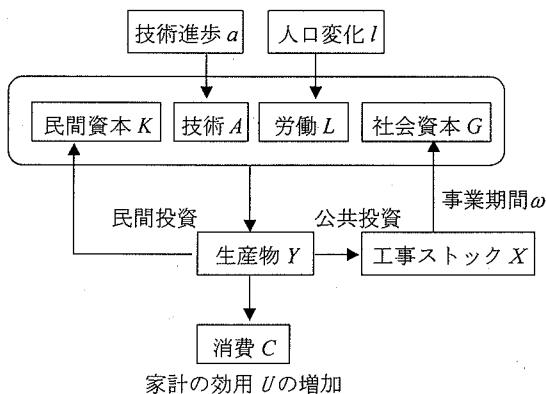 技術進歩 a
人口変化 l
民間資本 K
技術 A
労働 L
社会資本 G
事業期間ω
民間投資
公共投資
生産物 Y
工事ストック X
消費 C
家計の効用 Uの増加